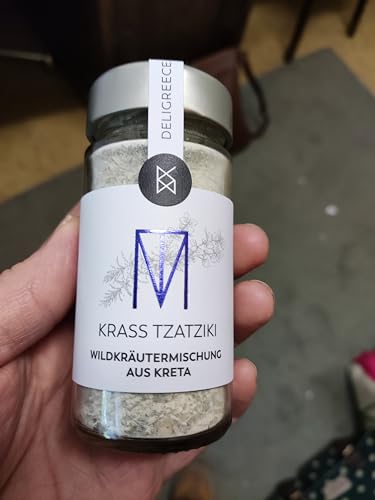 DELIGREECE
KRASS TZATZIKI
WILDKRÄUTERMISCHUNG
AUS KRETA